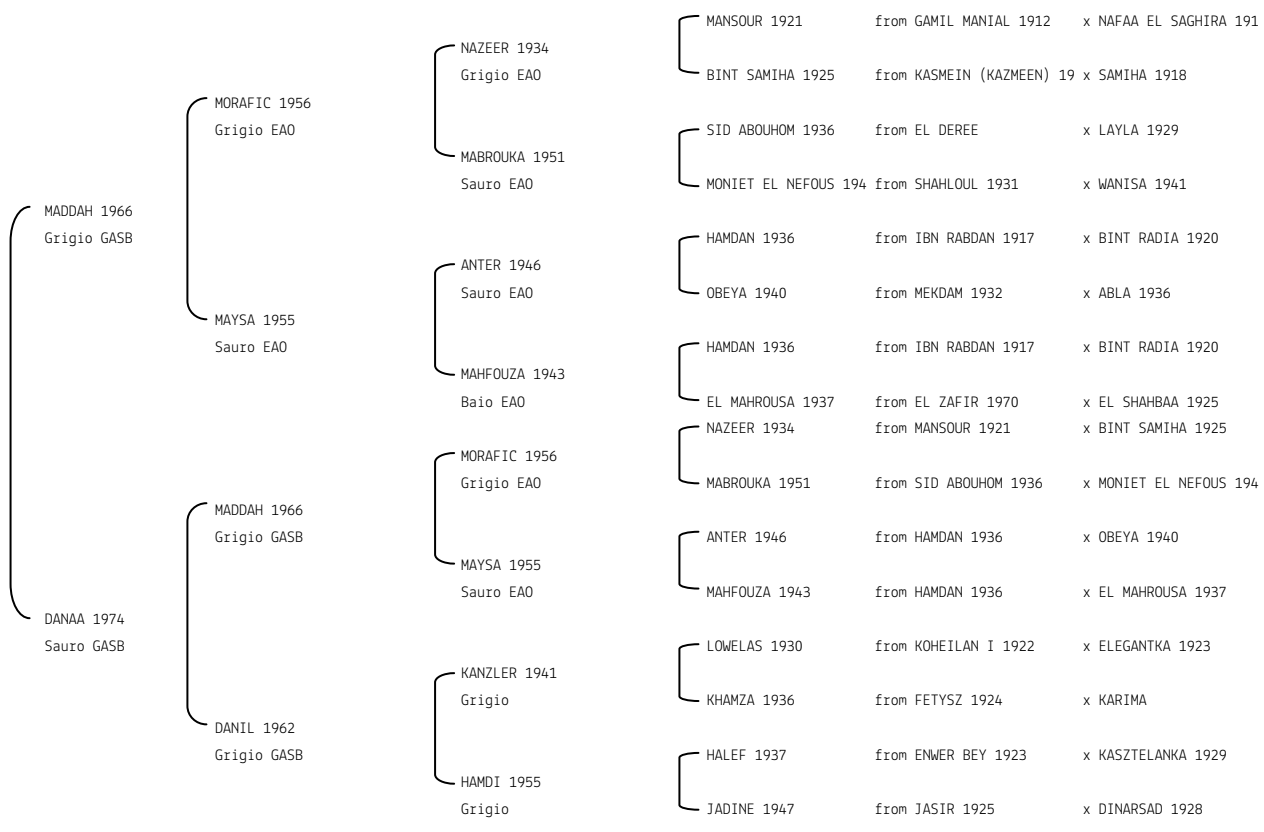 MANSOUR 1921 from GAMIL MANIAL 1912 x NAFAA EL SAGHIRA 191
NAZEER 1934
Grigio EAO BINT SAMIHA 1925 from KASMEIN (KAZMEEN) 19 x SAMIHA 1918
MORAFIC 1956
Grigio EAO SID ABOUHOM 1936 from EL DEREE x LAYLA 1929
MABROUKA 1951
Sauro EAO MONIET EL NEFOUS 194 from SHAHLOUL 1931 x WANISA 1941
MADDAH 1966
Grigio GASB HAMDAN 1936 from IBN RABDAN 1917 x BINT RADIA 1920
ANTER 1946
Sauro EAO OBEYA 1940 from MEKDAM 1932 x ABLA 1936
MAYSA 1955
Sauro EAO HAMDAN 1936 from IBN RABDAN 1917 x BINT RADIA 1920
MAHFOUZA 1943
Baio EAO EL MAHROUSA 1937 from EL ZAFIR 1970 x EL SHAHBAA 1925
NAZEER 1934 from MANSOUR 1921 x BINT SAMIHA 1925
MORAFIC 1956
Grigio EAO MABROUKA 1951 from SID ABOUHOM 1936 x MONIET EL NEFOUS 194
MADDAH 1966
Grigio GASB ANTER 1946 from HAMDAN 1936 x OBEYA 1940
MAYSA 1955
Sauro EAO MAHFOUZA 1943 from HAMDAN 1936 x EL MAHROUSA 1937
DANAA 1974
Sauro GASB LOWELAS 1930 from KOHEILAN I 1922 x ELEGANTKA 1923
KANZLER 1941
Grigio KHAMZA 1936 from FETYSZ 1924 x KARIMA
DANIL 1962
Grigio GASB HALEF 1937 from ENWER BEY 1923 x KASZTELANKA 1929
HAMDI 1955
Grigio JADINE 1947 from JASIR 1925 x DINARSAD 1928